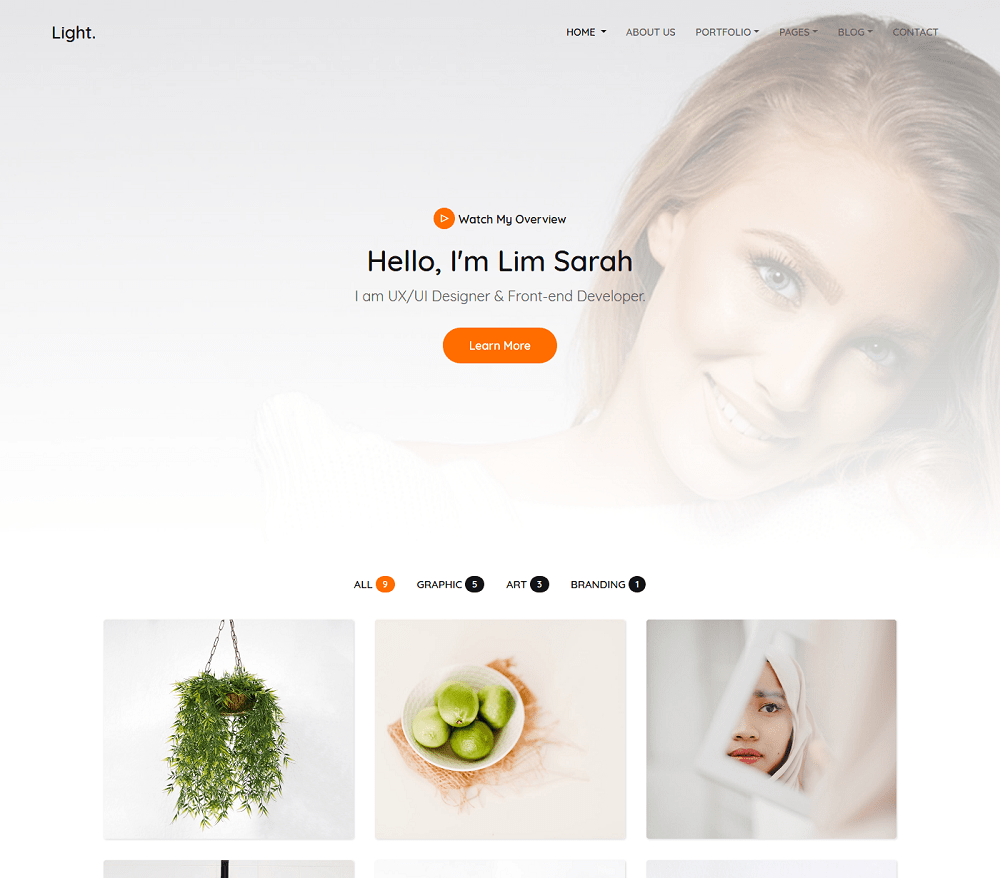 Light.
HOME
ABOUT US
PORTFOLIO
PAGES
BLOG
CONTACT
Watch My Overview
Hello, I'm Lim Sarah
I am UX/UI Designer & Front-end Developer.
Learn More
ALL 9
GRAPHIC 5
ART 3
BRANDING 1